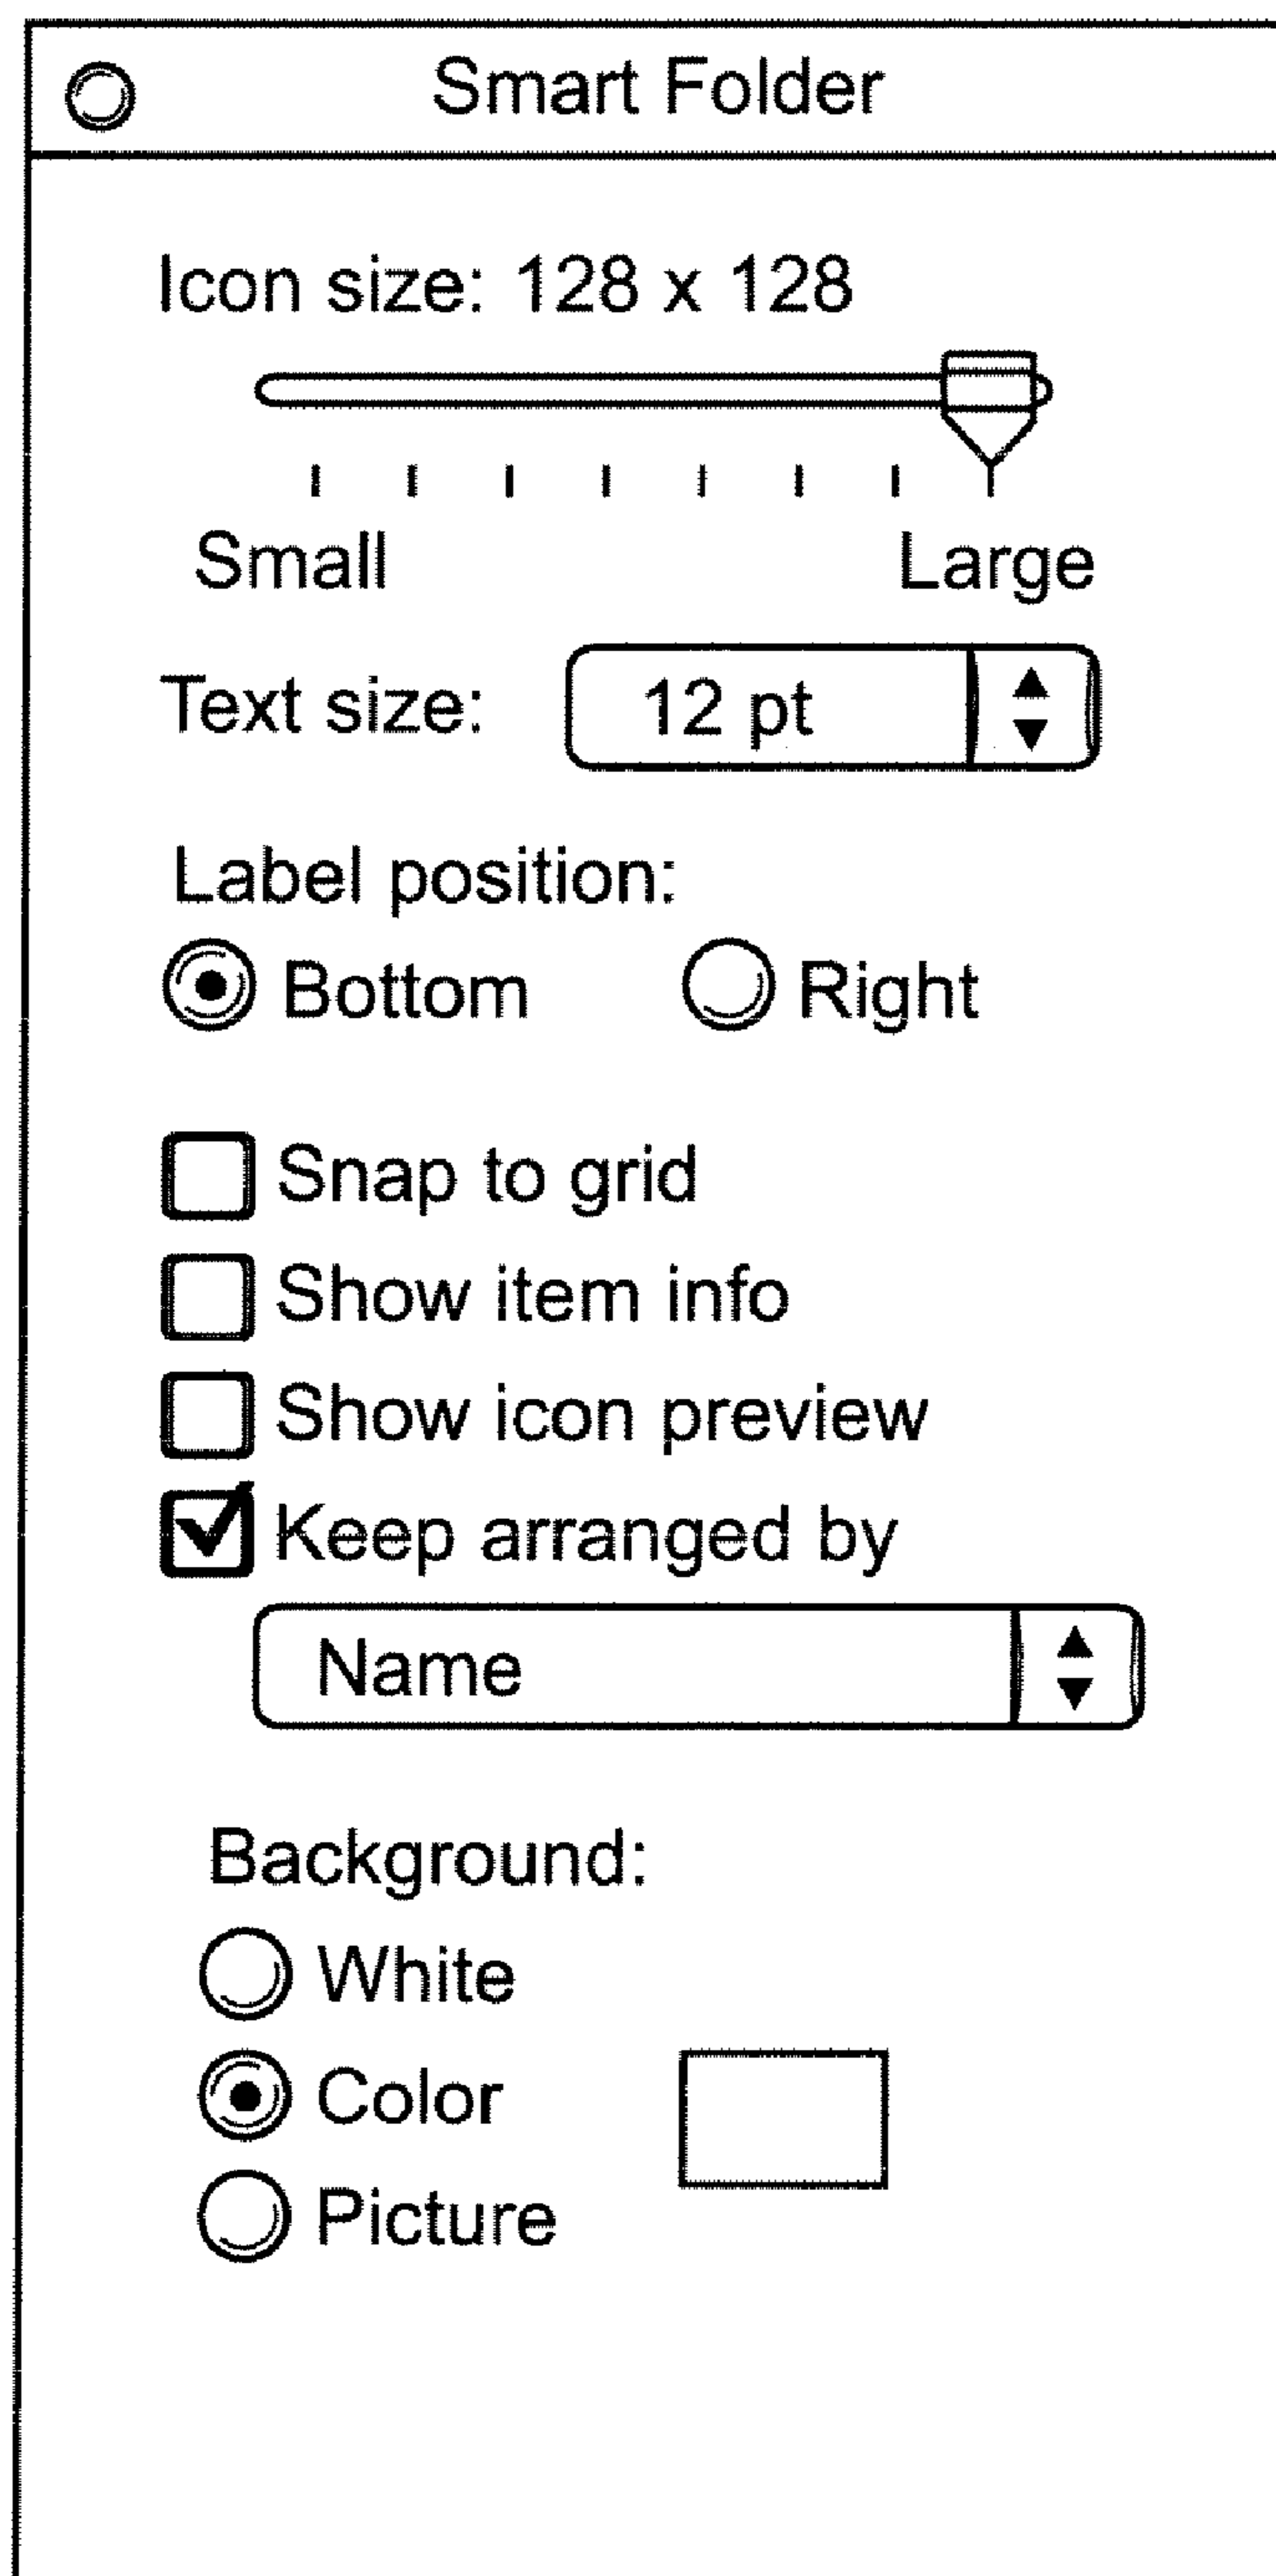 Smart Folder
Icon size: 128 x 128
Small Large
Text size: 12 pt
Label position:
Bottom Right
Snap to grid
Show item info
Show icon preview
Keep arranged by
Name
Background:
White
Color
Picture